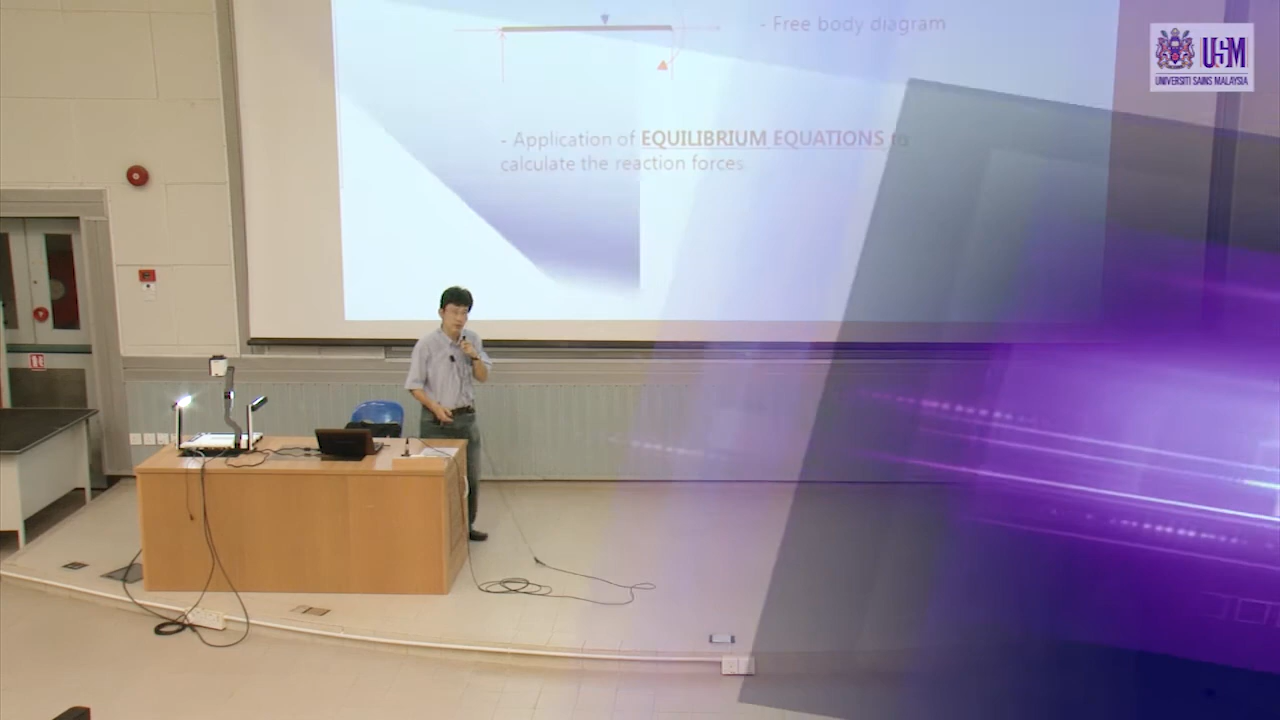 - Free body diagram
USM
UNIVERSITI SAINS MALAYSIA
- Application of EQUILIBRIUM EQUATIONS to
calculate the reaction forces.